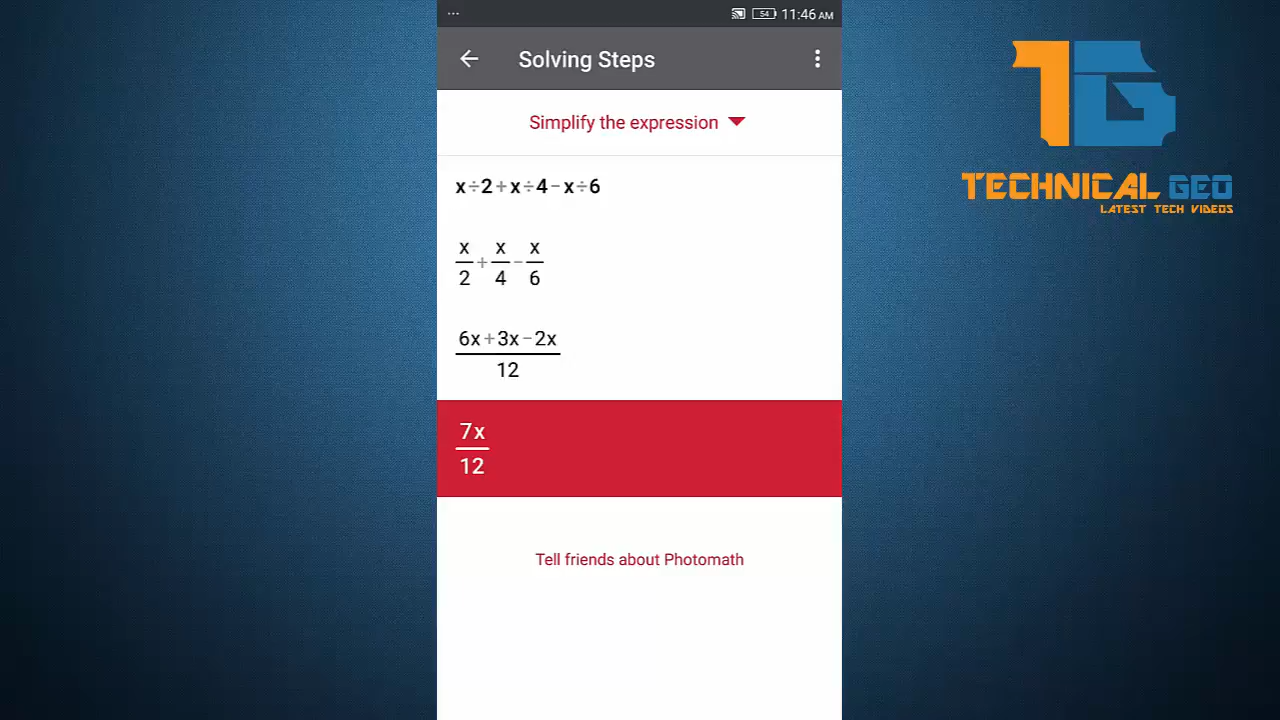 ... 54 11:46 AM
Solving Steps
Simplify the expression
x÷2+x÷4−x÷6
x/2 + x/4 − x/6
6x+3x−2x
12
7x
12
Tell friends about Photomath
TG
TECHNICAL GEO
LATEST TECH VIDEOS